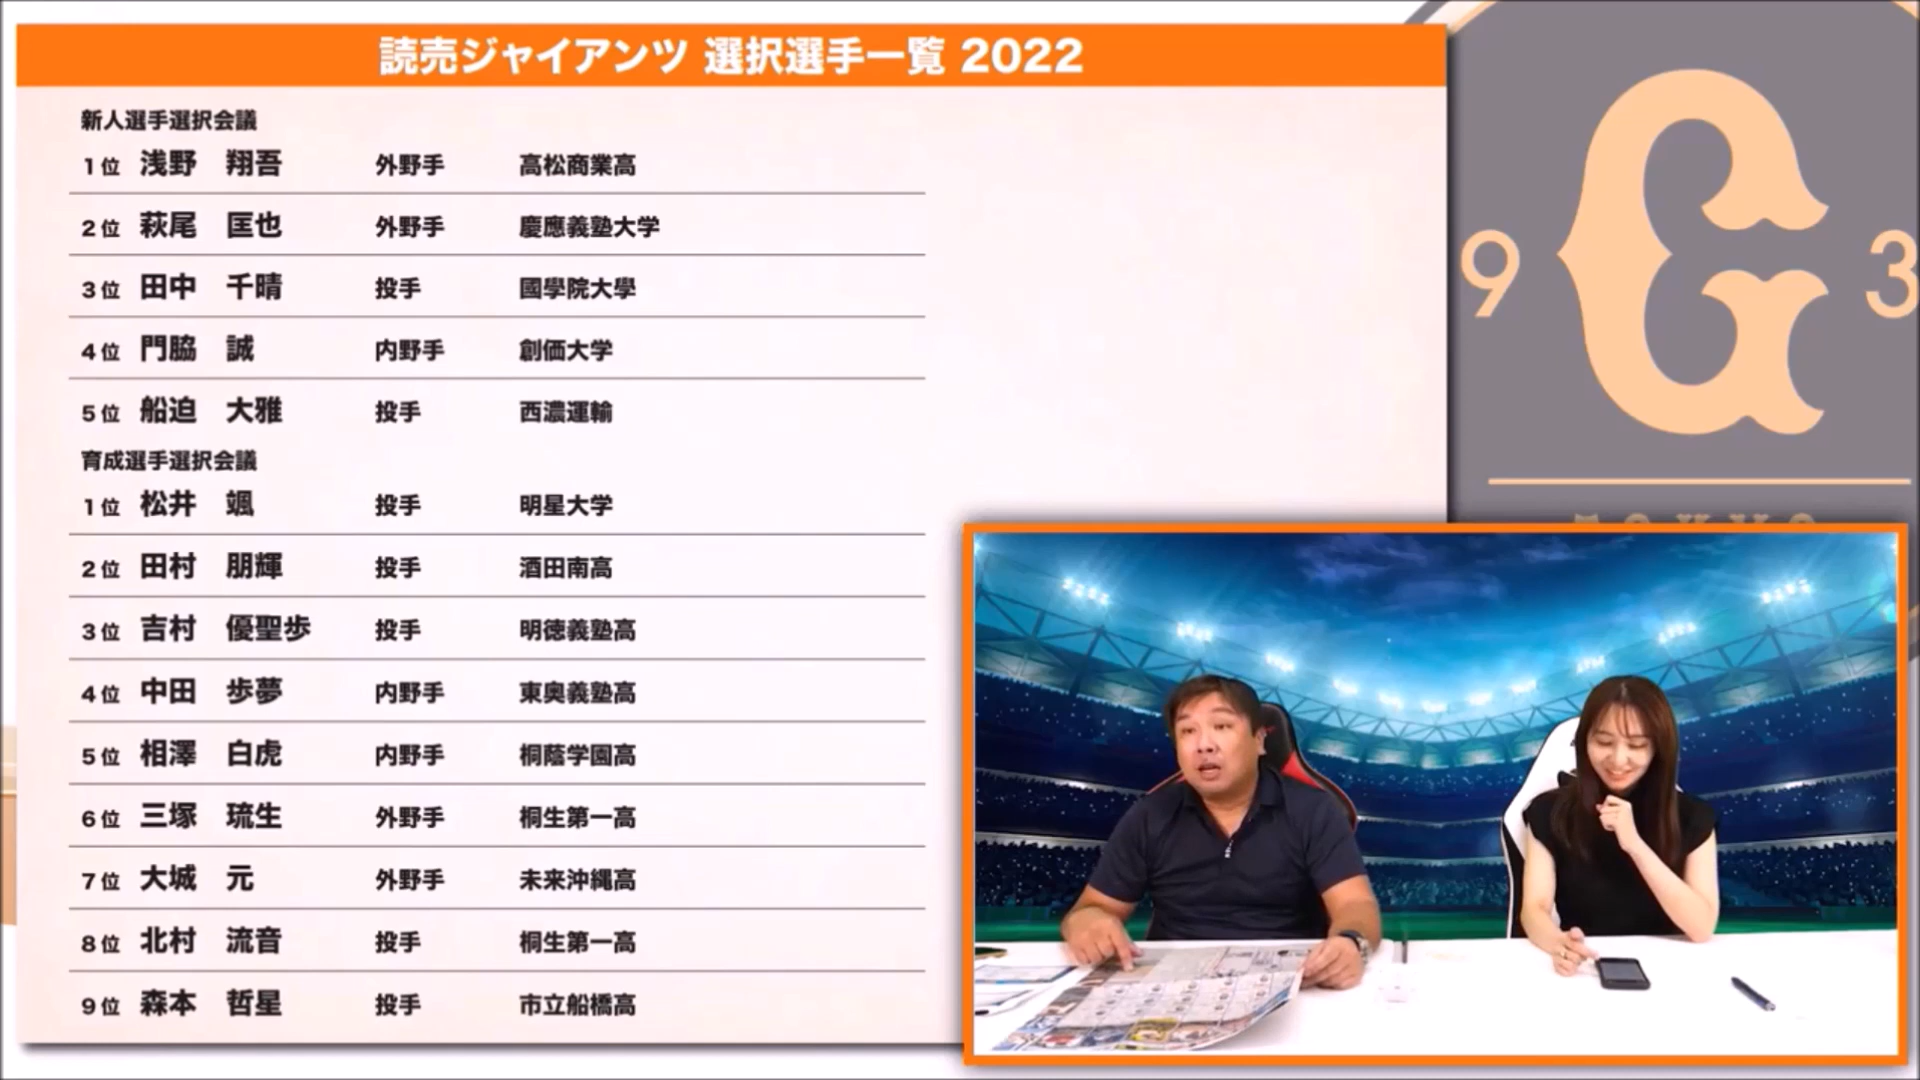 読売ジャイアンツ 選択選手一覧 2022
新人選手選択会議
1位 浅野 翔吾 外野手 高松商業高
2位 萩尾 匡也 外野手 慶應義塾大学
3位 田中 千晴 投手 國學院大學
4位 門脇 誠 内野手 創価大学
5位 船迫 大雅 投手 西濃運輸
育成選手選択会議
1位 松井 颯 投手 明星大学
2位 田村 朋輝 投手 酒田南高
3位 吉村 優聖歩 投手 明徳義塾高
4位 中田 歩夢 内野手 東奥義塾高
5位 相澤 白虎 内野手 桐蔭学園高
6位 三塚 琉生 外野手 桐生第一高
7位 大城 元 外野手 未来沖縄高
8位 北村 流音 投手 桐生第一高
9位 森本 哲星 投手 市立船橋高
9 G 3